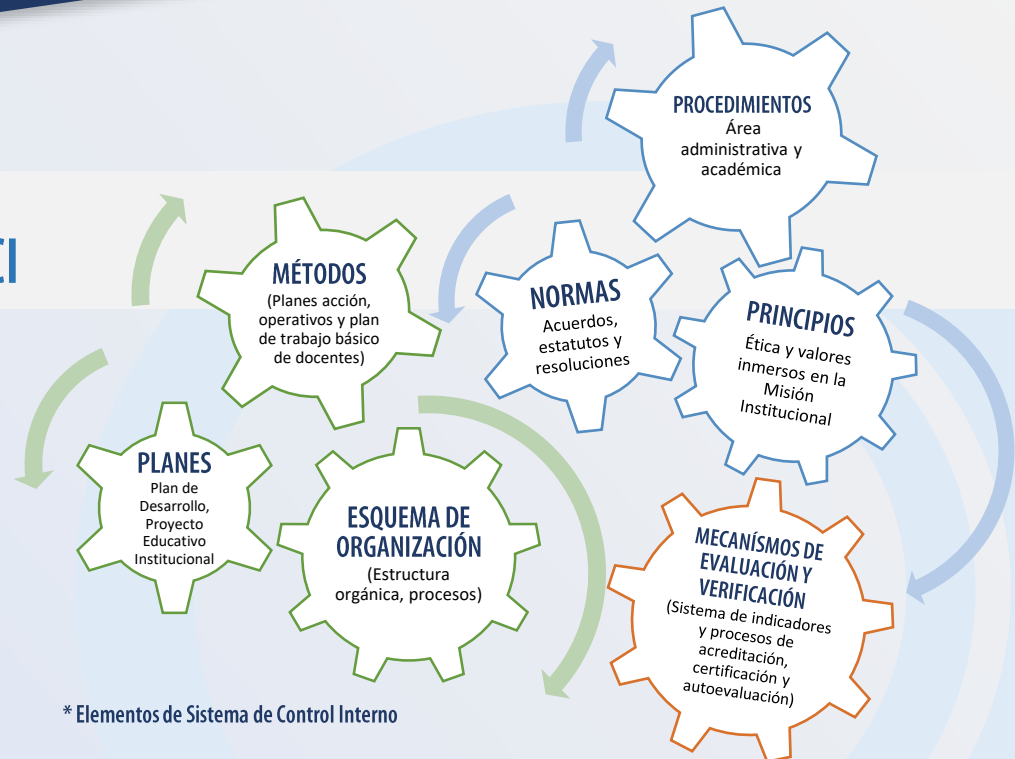 CI
PROCEDIMIENTOS
Área
administrativa y
académica
MÉTODOS
(Planes acción,
operativos y plan
de trabajo básico
de docentes)
NORMAS
Acuerdos,
estatutos y
resoluciones
PRINCIPIOS
Ética y valores
inmersos en la
Misión
Institucional
PLANES
Plan de
Desarrollo,
Proyecto
Educativo
Institucional
ESQUEMA DE
ORGANIZACIÓN
(Estructura
orgánica, procesos)
MECANÍSMOS DE
EVALUACIÓN Y
VERIFICACIÓN
(Sistema de indicadores
y procesos de
acreditación,
certificación y
autoevaluación)
* Elementos de Sistema de Control Interno